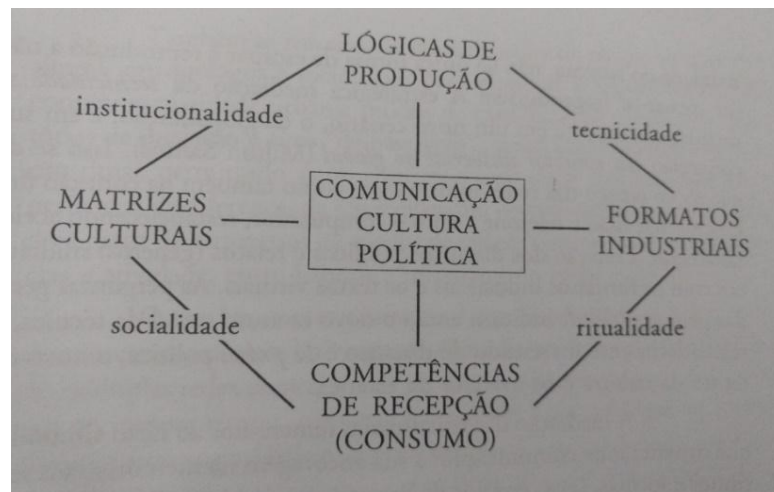 LÓGICAS DE
PRODUÇÃO
institucionalidade
tecnicidade
MATRIZES
CULTURAIS
COMUNICAÇÃO
CULTURA
POLÍTICA
FORMATOS
INDUSTRIAIS
socialidade
ritualidade
COMPETÊNCIAS
DE RECEPÇÃO
(CONSUMO)